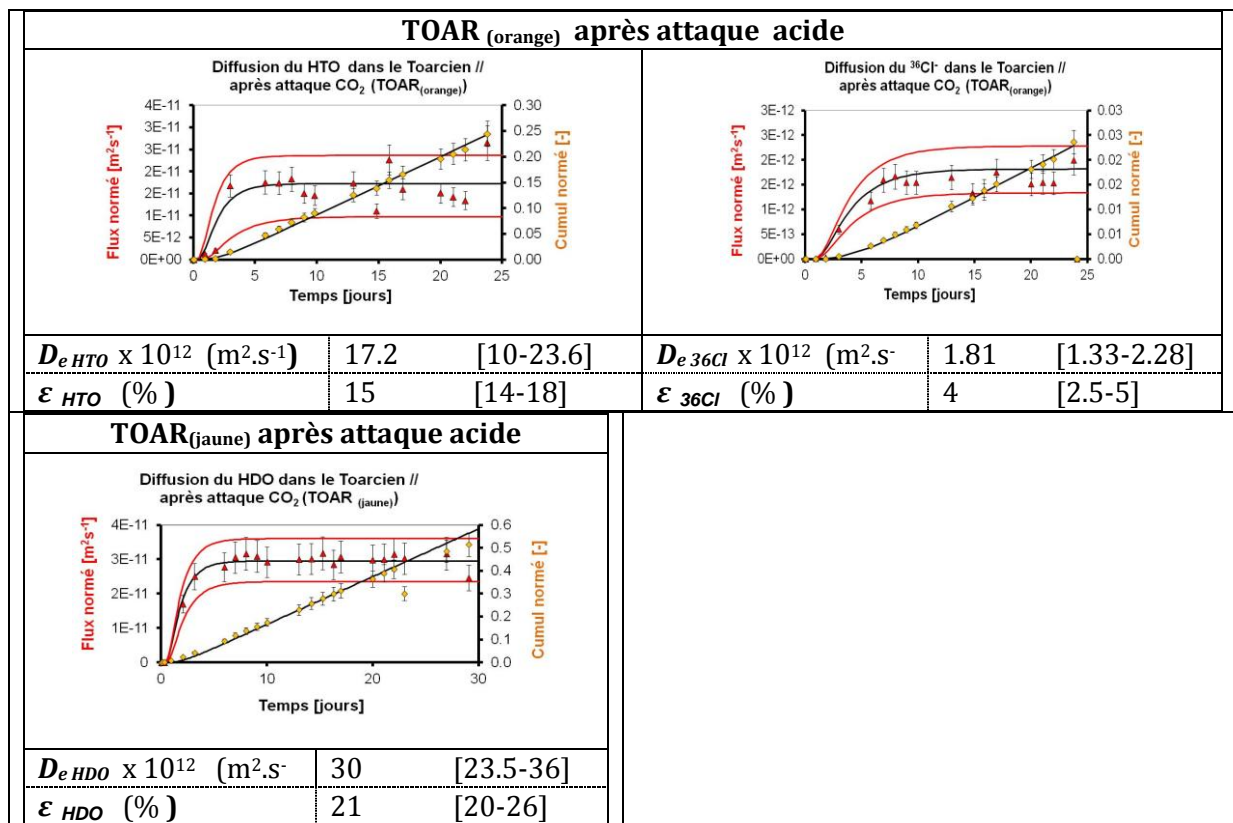 TOAR (orange) après attaque acide
Diffusion du HTO dans le Toarcien //
après attaque CO₂ (TOAR(orange))
Flux normé [m²s⁻¹]
4E-11
3E-11
3E-11
2E-11
2E-11
1E-11
5E-12
0E+00
0.30
0.25
0.20
0.15
0.10
0.05
0.00
Cumul normé [-]
0 5 10 15 20 25
Temps [jours]
Diffusion du ³⁶Cl⁻ dans le Toarcien //
après attaque CO₂ (TOAR(orange))
Flux normé [m²s⁻¹]
3E-12
3E-12
2E-12
2E-12
1E-12
5E-13
0E+00
0.03
0.03
0.02
0.02
0.01
0.01
0.00
Cumul normé [-]
0 5 10 15 20 25
Temps [jours]
De HTO x 10¹² (m².s⁻¹) 17.2 [10-23.6]
De 36Cl x 10¹² (m².s⁻ 1.81 [1.33-2.28]
ε HTO (% ) 15 [14-18]
ε 36Cl (% ) 4 [2.5-5]
TOAR(jaune) après attaque acide
Diffusion du HDO dans le Toarcien //
après attaque CO₂ (TOAR (jaune))
Flux normé [m²s⁻¹]
4E-11
3E-11
2E-11
1E-11
0
0.6
0.5
0.4
0.3
0.2
0.1
0.0
Cumul normé [-]
0 10 20 30
Temps [jours]
De HDO x 10¹² (m².s⁻ 30 [23.5-36]
ε HDO (% ) 21 [20-26]